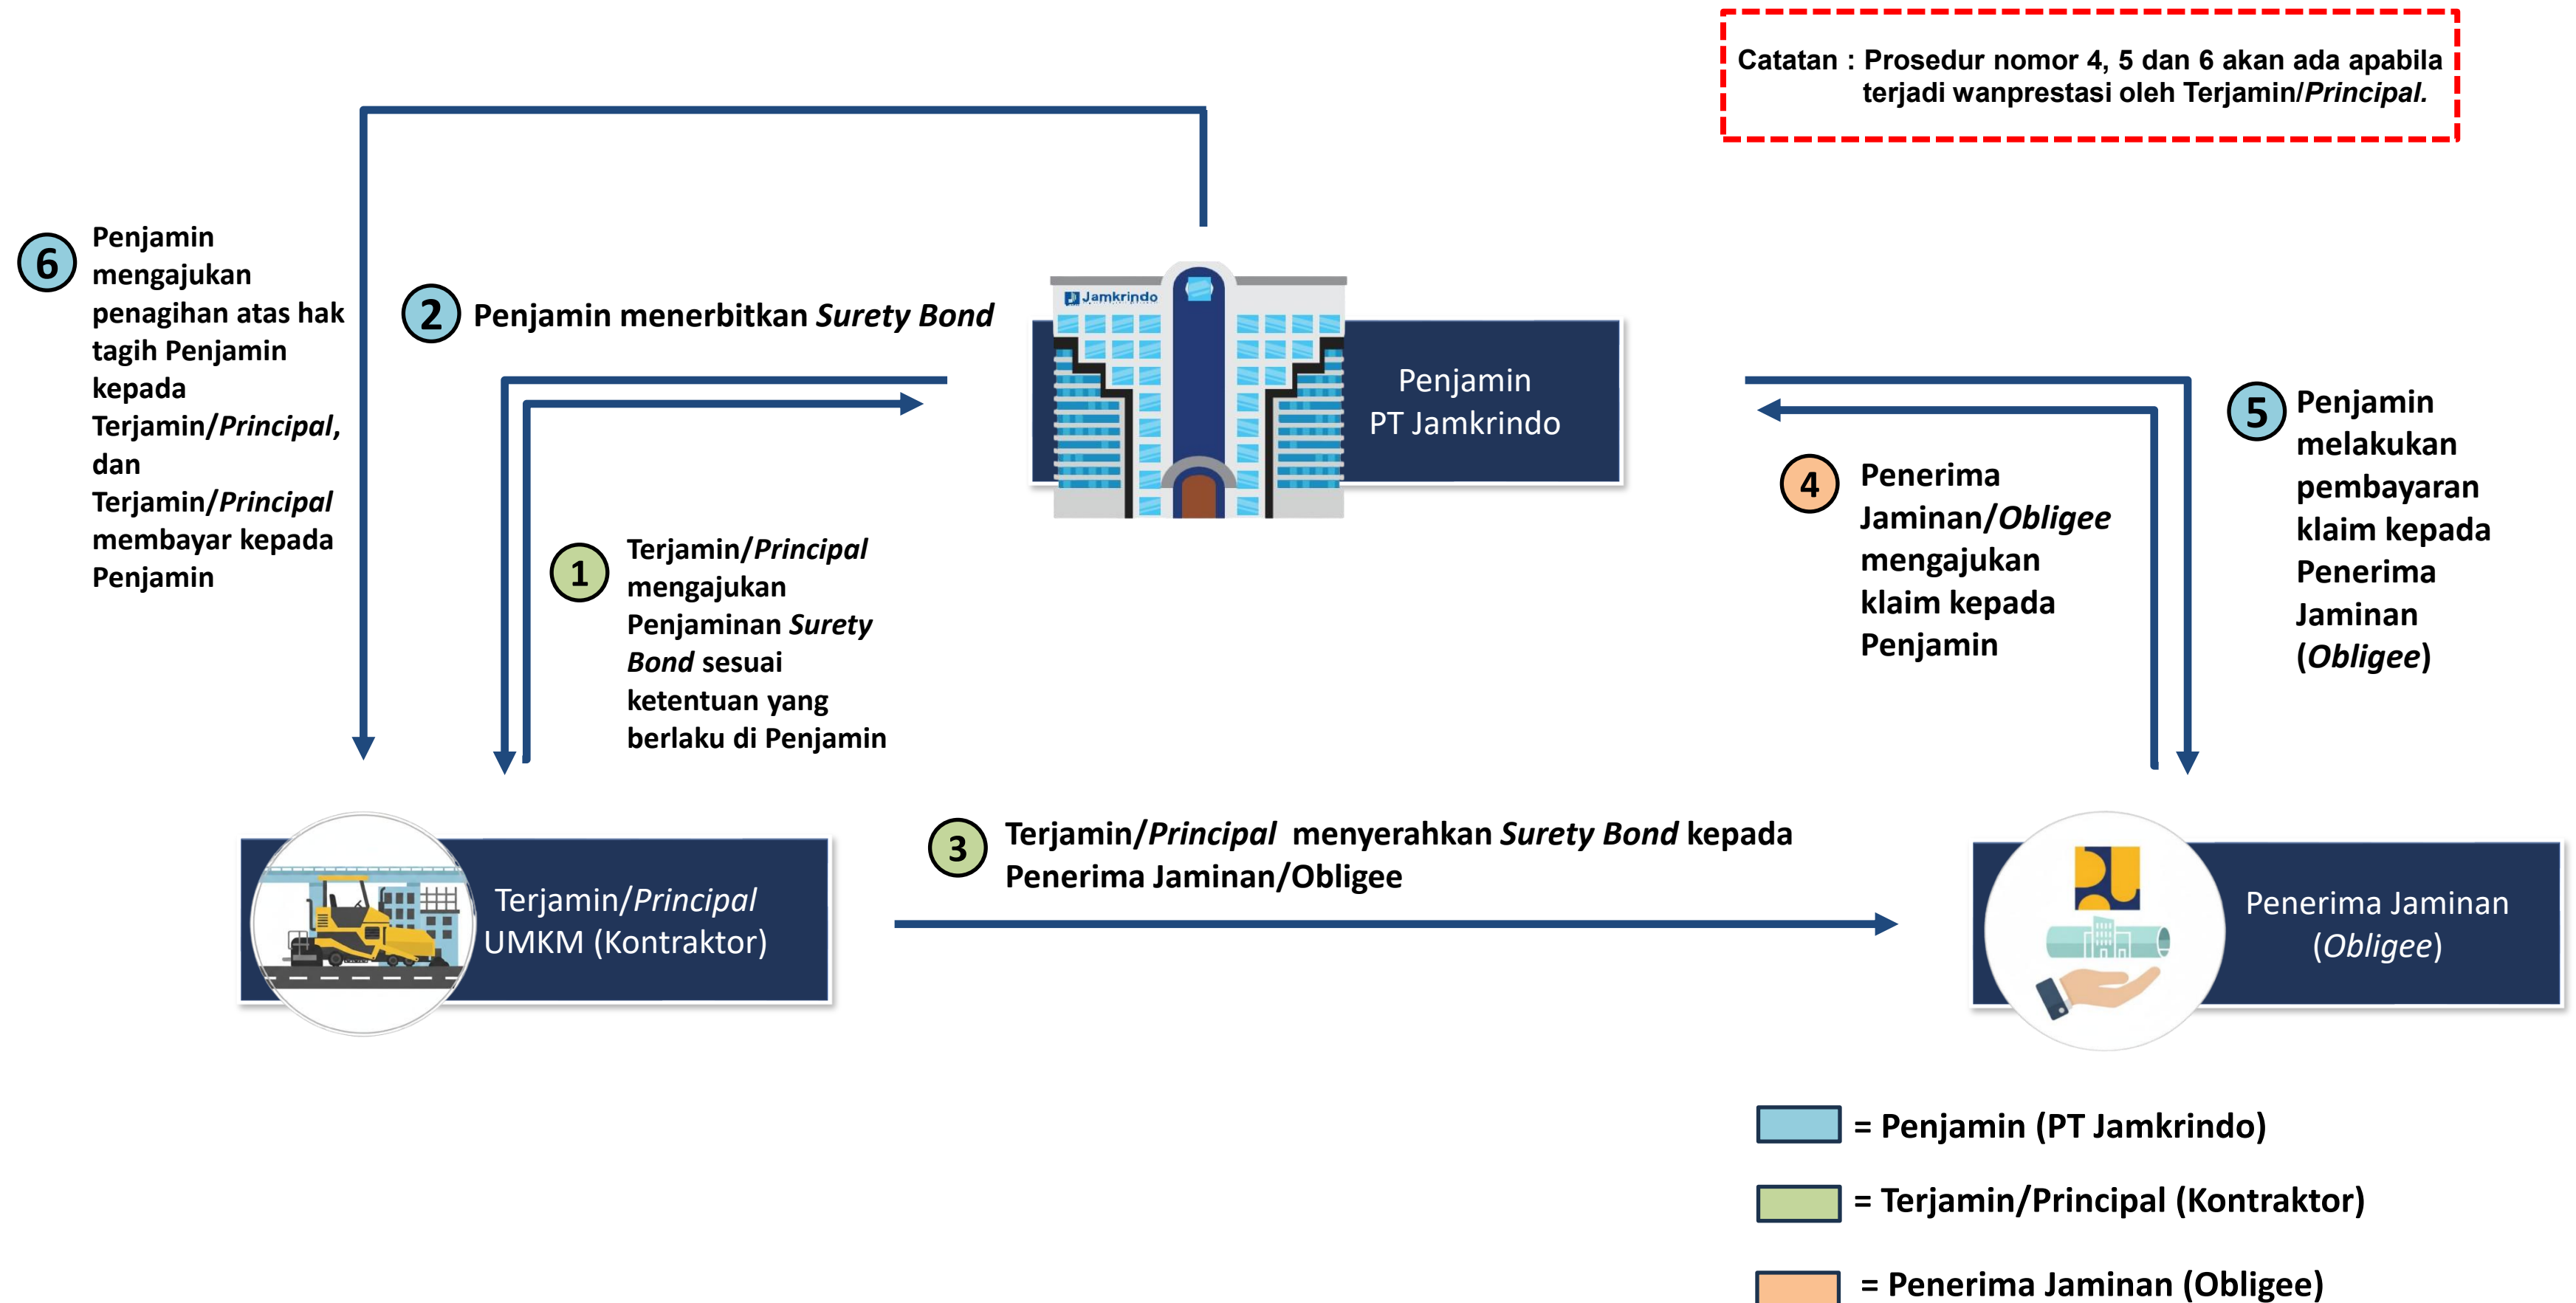 Catatan : Prosedur nomor 4, 5 dan 6 akan ada apabila
terjadi wanprestasi oleh Terjamin/Principal.
6
Penjamin
mengajukan
penagihan atas hak
tagih Penjamin
kepada
Terjamin/Principal,
dan
Terjamin/Principal
membayar kepada
Penjamin
2
Penjamin menerbitkan Surety Bond
Jamkrindo
Penjamin
PT Jamkrindo
1
Terjamin/Principal
mengajukan
Penjaminan Surety
Bond sesuai
ketentuan yang
berlaku di Penjamin
4
Penerima
Jaminan/Obligee
mengajukan
klaim kepada
Penjamin
5
Penjamin
melakukan
pembayaran
klaim kepada
Penerima
Jaminan
(Obligee)
Terjamin/Principal
UMKM (Kontraktor)
3
Terjamin/Principal menyerahkan Surety Bond kepada
Penerima Jaminan/Obligee
Penerima Jaminan
(Obligee)
= Penjamin (PT Jamkrindo)
= Terjamin/Principal (Kontraktor)
= Penerima Jaminan (Obligee)